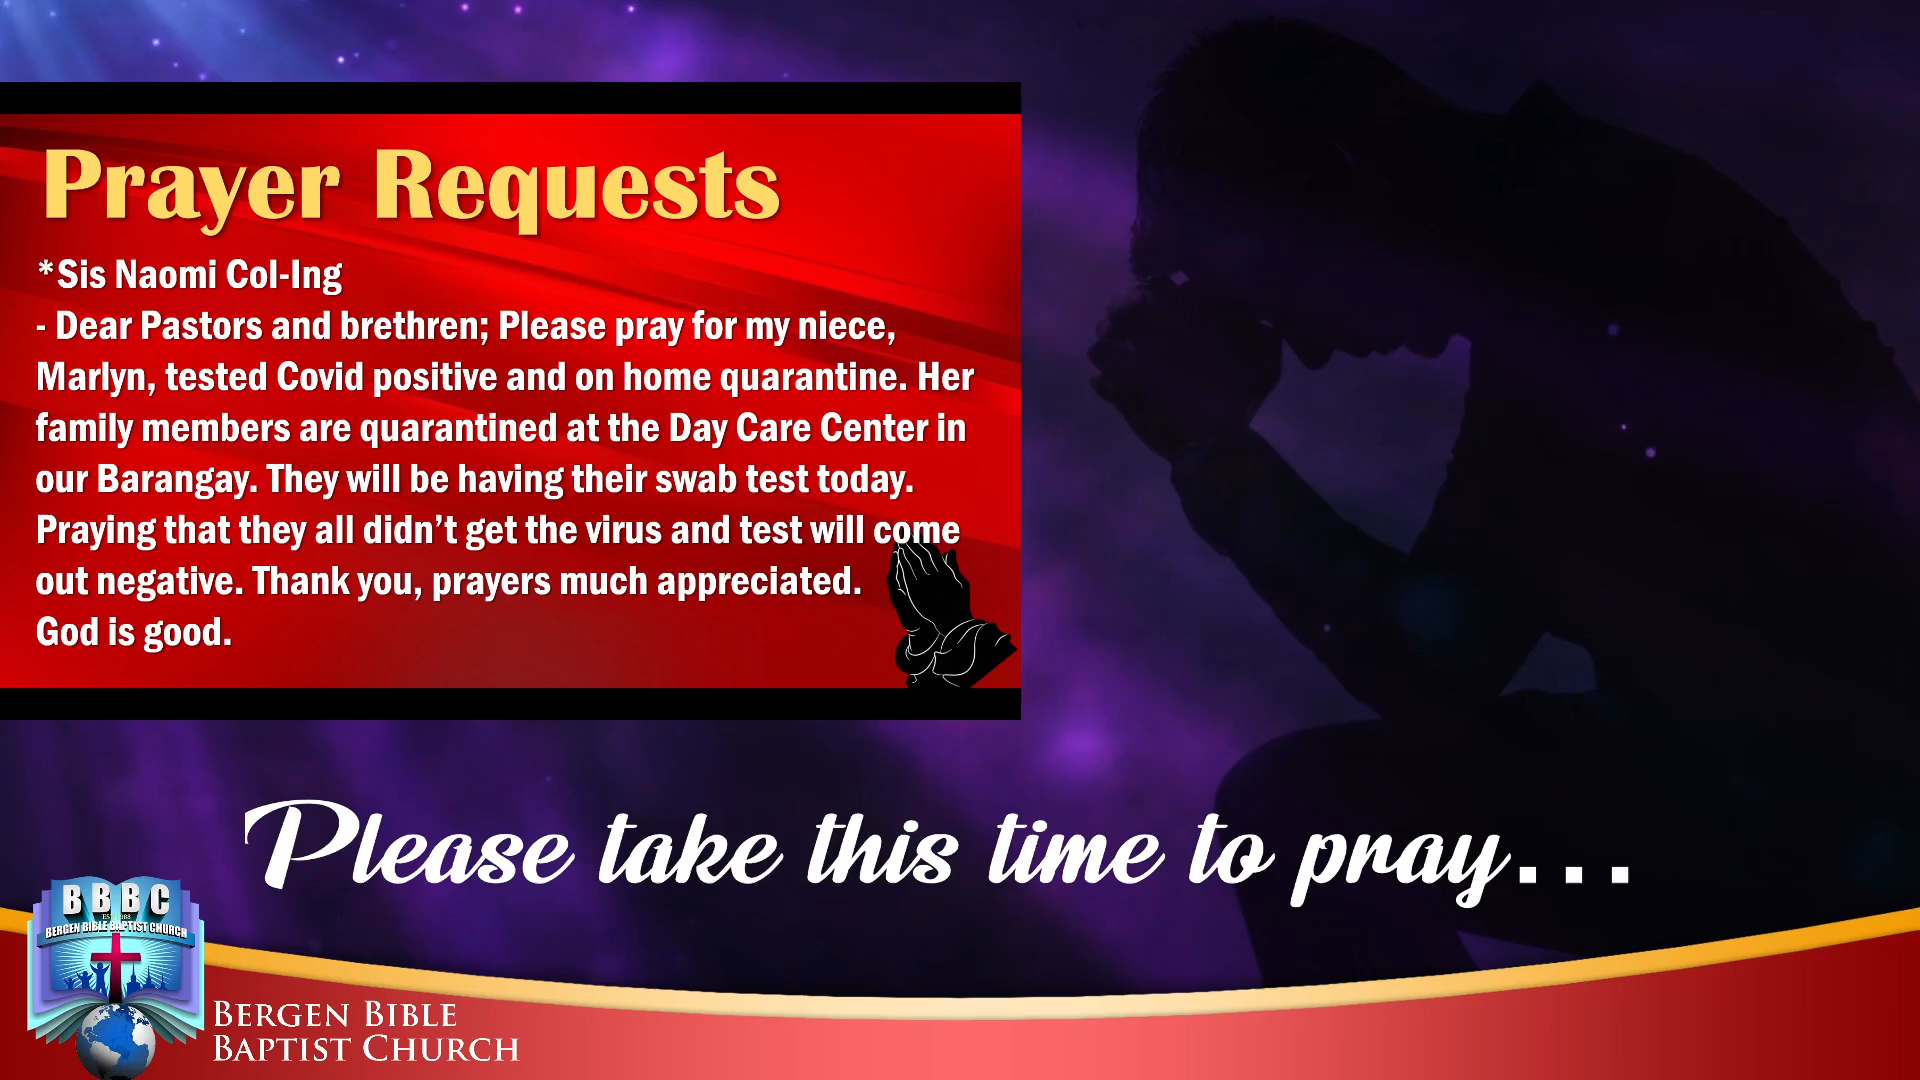 Prayer Requests
*Sis Naomi Col-Ing
- Dear Pastors and brethren; Please pray for my niece,
Marlyn, tested Covid positive and on home quarantine. Her
family members are quarantined at the Day Care Center in
our Barangay. They will be having their swab test today.
Praying that they all didn’t get the virus and test will come
out negative. Thank you, prayers much appreciated.
God is good.
Please take this time to pray...
BBBC
BERGEN BIBLE BAPTIST CHURCH
BERGEN BIBLE
BAPTIST CHURCH